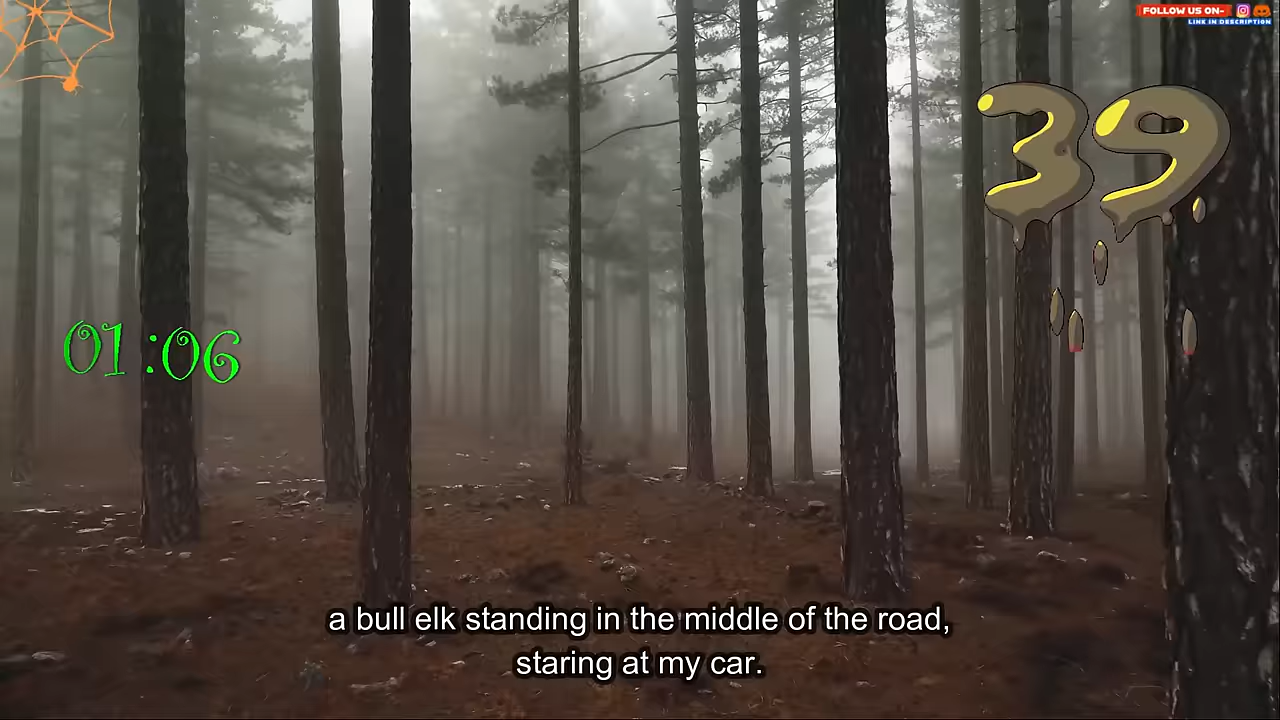 FOLLOW US ON-
LINK IN DESCRIPTION
39
01:06
a bull elk standing in the middle of the road,
staring at my car.